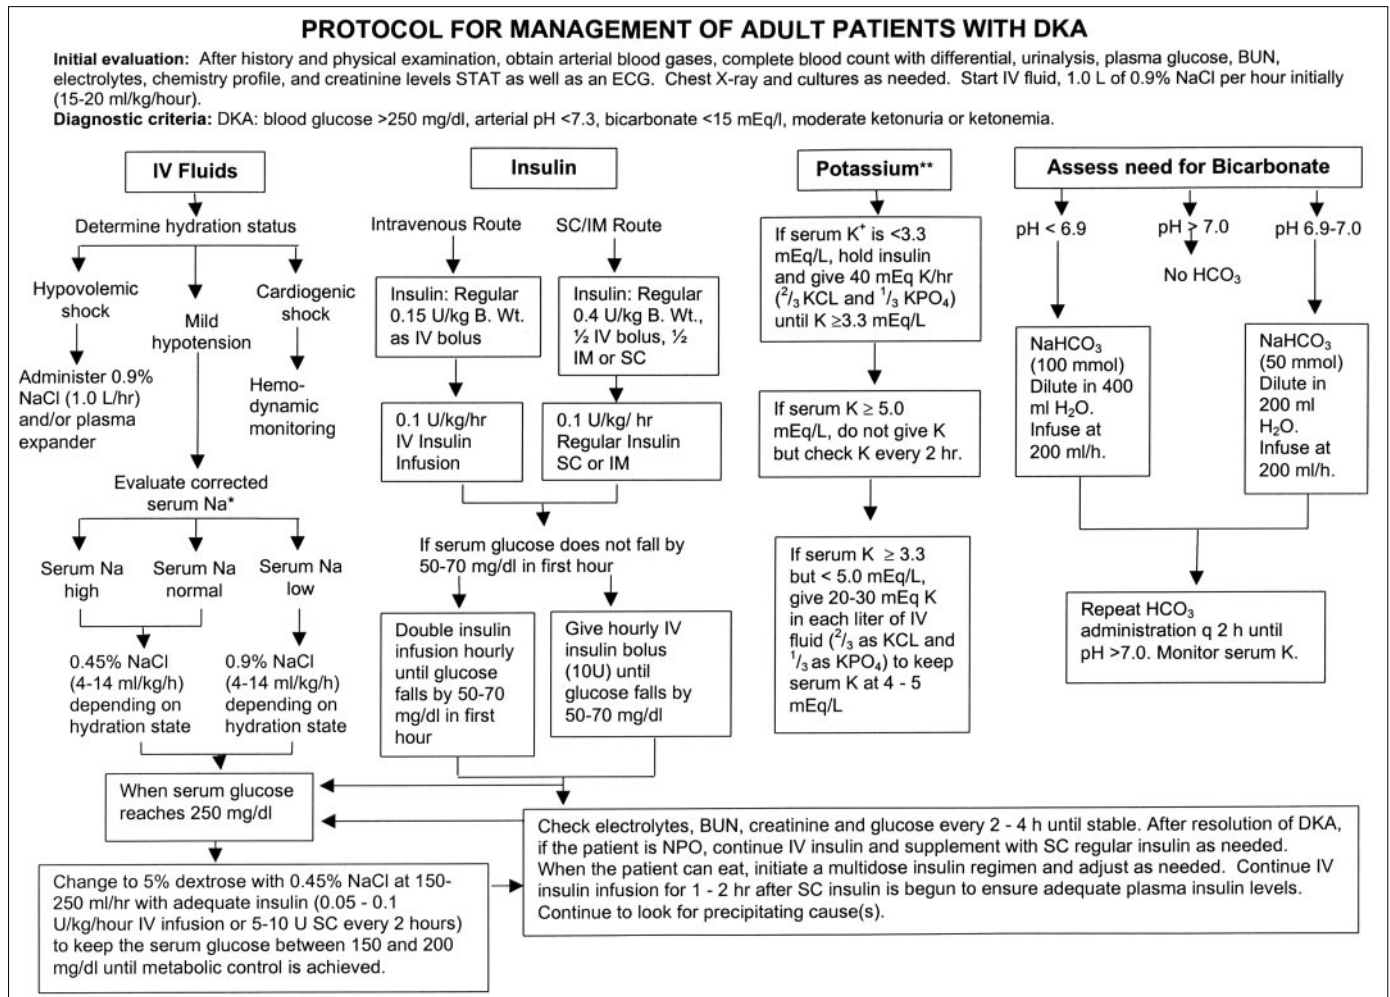 PROTOCOL FOR MANAGEMENT OF ADULT PATIENTS WITH DKA
Initial evaluation: After history and physical examination, obtain arterial blood gases, complete blood count with differential, urinalysis, plasma glucose, BUN,
electrolytes, chemistry profile, and creatinine levels STAT as well as an ECG. Chest X-ray and cultures as needed. Start IV fluid, 1.0 L of 0.9% NaCl per hour initially
(15-20 ml/kg/hour).
Diagnostic criteria: DKA: blood glucose >250 mg/dl, arterial pH <7.3, bicarbonate <15 mEq/l, moderate ketonuria or ketonemia.
IV Fluids
Determine hydration status
Hypovolemic
shock
Administer 0.9%
NaCl (1.0 L/hr)
and/or plasma
expander
Mild
hypotension
Cardiogenic
shock
Hemo-
dynamic
monitoring
Evaluate corrected
serum Na*
Serum Na
high
Serum Na
normal
Serum Na
low
0.45% NaCl
(4-14 ml/kg/h)
depending on
hydration state
0.9% NaCl
(4-14 ml/kg/h)
depending on
hydration state
When serum glucose
reaches 250 mg/dl
Change to 5% dextrose with 0.45% NaCl at 150-
250 ml/hr with adequate insulin (0.05 - 0.1
U/kg/hour IV infusion or 5-10 U SC every 2 hours)
to keep the serum glucose between 150 and 200
mg/dl until metabolic control is achieved.
Insulin
Intravenous Route
SC/IM Route
Insulin: Regular
0.15 U/kg B. Wt.
as IV bolus
Insulin: Regular
0.4 U/kg B. Wt.,
½ IV bolus, ½
IM or SC
0.1 U/kg/hr
IV Insulin
Infusion
0.1 U/kg/ hr
Regular Insulin
SC or IM
If serum glucose does not fall by
50-70 mg/dl in first hour
Double insulin
infusion hourly
until glucose
falls by 50-70
mg/dl in first
hour
Give hourly IV
insulin bolus
(10U) until
glucose falls by
50-70 mg/dl
Potassium**
If serum K⁺ is <3.3
mEq/L, hold insulin
and give 40 mEq K/hr
(²/₃ KCL and ¹/₃ KPO₄)
until K ≥3.3 mEq/L
If serum K ≥ 5.0
mEq/L, do not give K
but check K every 2 hr.
If serum K ≥ 3.3
but < 5.0 mEq/L,
give 20-30 mEq K
in each liter of IV
fluid (²/₃ as KCL and
¹/₃ as KPO₄) to keep
serum K at 4 - 5
mEq/L
Assess need for Bicarbonate
pH < 6.9
pH > 7.0
pH 6.9-7.0
No HCO₃
NaHCO₃
(100 mmol)
Dilute in 400
ml H₂O.
Infuse at
200 ml/h.
NaHCO₃
(50 mmol)
Dilute in
200 ml
H₂O.
Infuse at
200 ml/h.
Repeat HCO₃
administration q 2 h until
pH >7.0. Monitor serum K.
Check electrolytes, BUN, creatinine and glucose every 2 - 4 h until stable. After resolution of DKA,
if the patient is NPO, continue IV insulin and supplement with SC regular insulin as needed.
When the patient can eat, initiate a multidose insulin regimen and adjust as needed. Continue IV
insulin infusion for 1 - 2 hr after SC insulin is begun to ensure adequate plasma insulin levels.
Continue to look for precipitating cause(s).